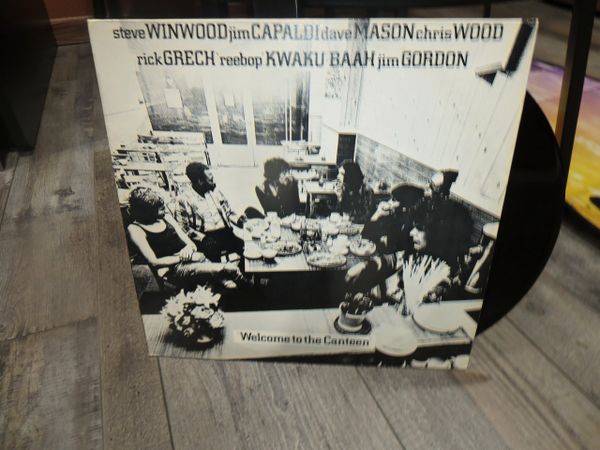 steve WINWOOD jim CAPALDI dave MASON chris WOOD
rick GRECH reebop KWAKU BAAH jim GORDON
Welcome to the Canteen